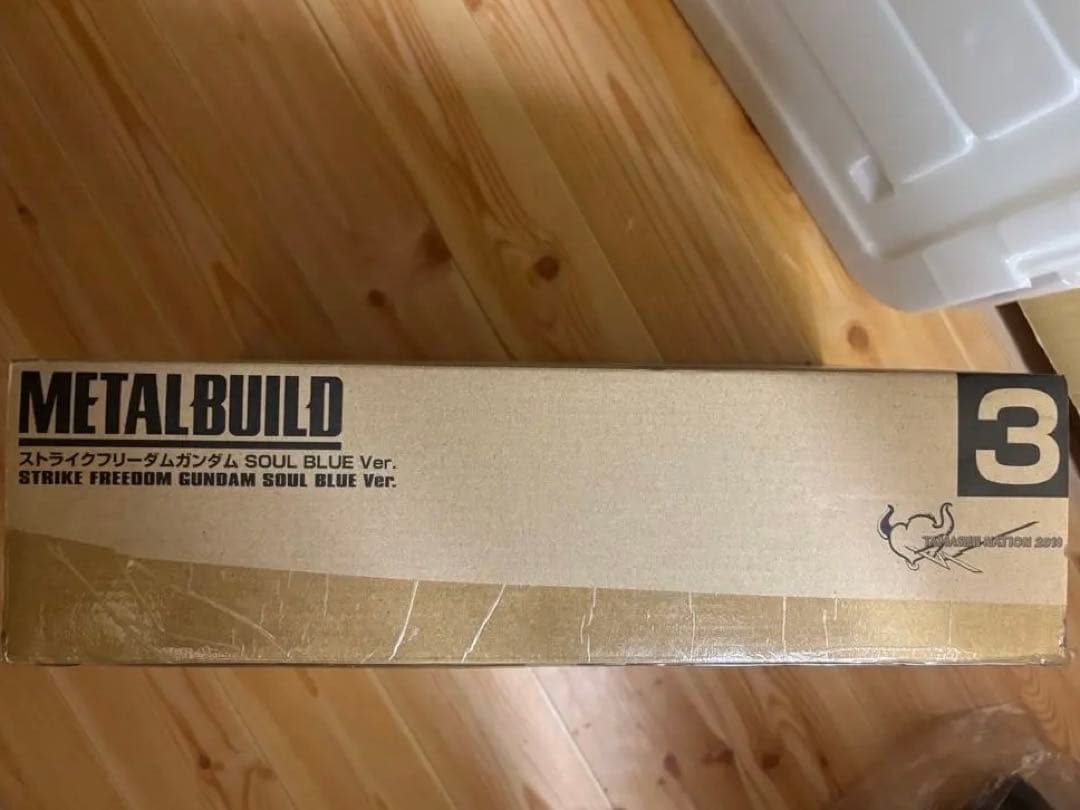 METALBUILD
ストライクフリーダムガンダム SOUL BLUE Ver.
STRIKE FREEDOM GUNDAM SOUL BLUE Ver.
3
TAMASHII NATION 2010